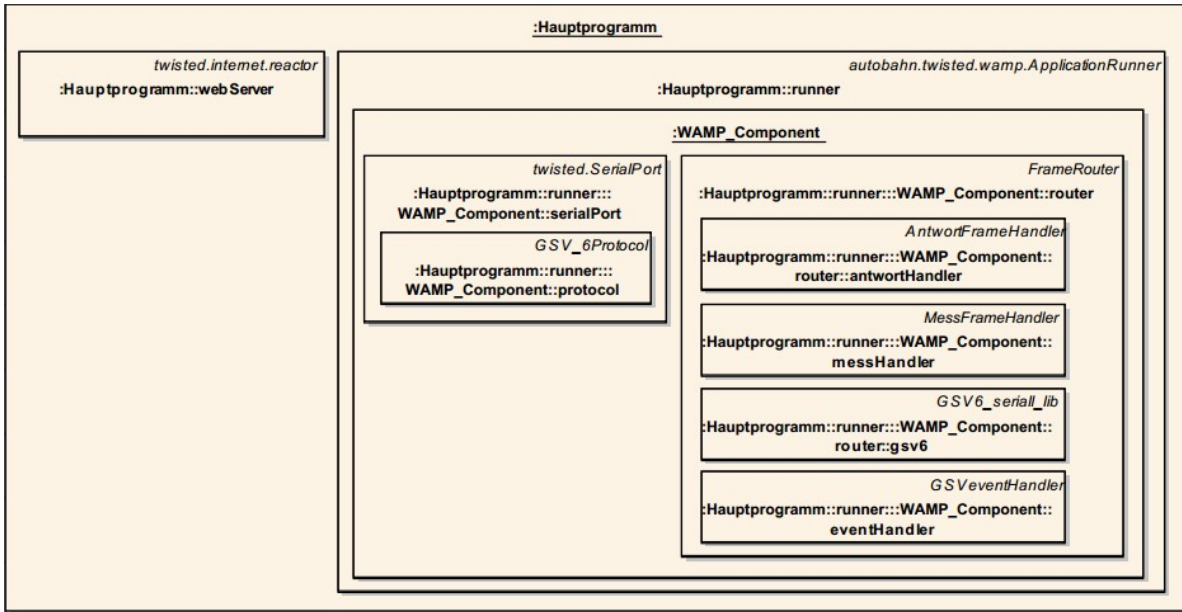 :Hauptprogramm
twisted.internet.reactor
:Hauptprogramm::webServer
autobahn.twisted.wamp.ApplicationRunner
:Hauptprogramm::runner
:WAMP_Component
twisted.SerialPort
:Hauptprogramm::runner:::
WAMP_Component::serialPort
GSV_6Protocol
:Hauptprogramm::runner:::
WAMP_Component::protocol
FrameRouter
:Hauptprogramm::runner:::WAMP_Component::router
AntwortFrameHandler
:Hauptprogramm::runner:::WAMP_Component::
router::antwortHandler
MessFrameHandler
:Hauptprogramm::runner:::WAMP_Component::
messHandler
GSV6_seriall_lib
:Hauptprogramm::runner:::WAMP_Component::
router::gsv6
GSVeventHandler
:Hauptprogramm::runner:::WAMP_Component::
eventHandler